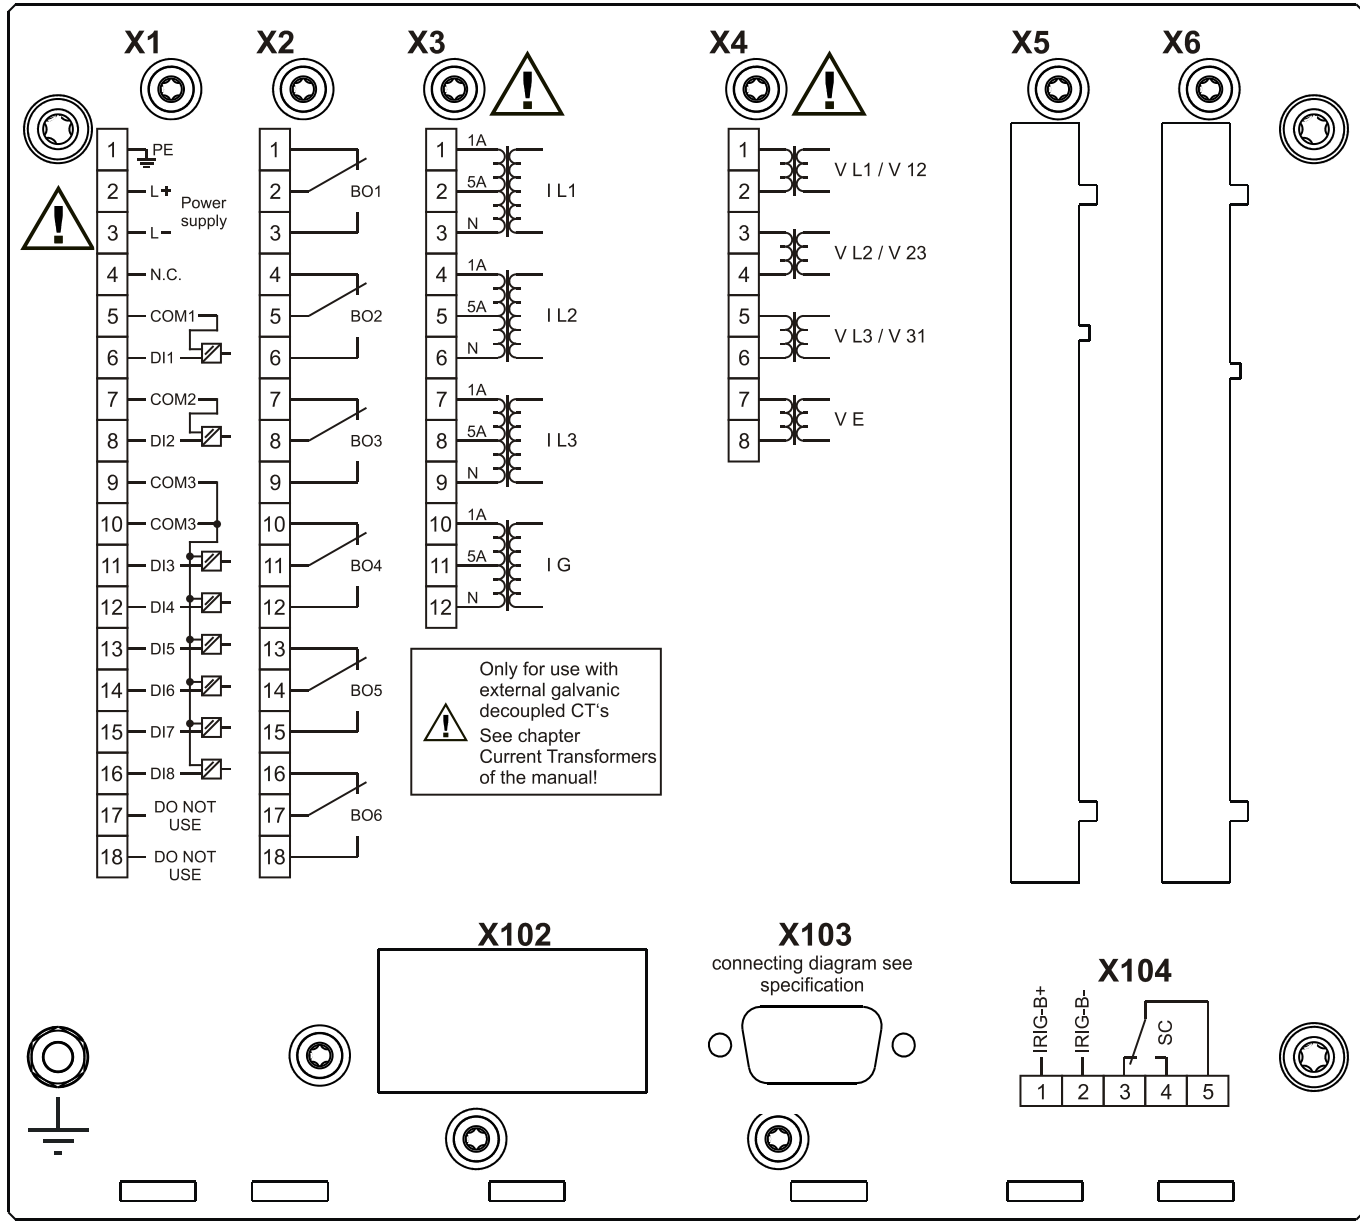 X1
X2
X3
X4
X5
X6
1 PE
2 L+
3 L-
Power
supply
4 N.C.
5 COM1
6 DI1
7 COM2
8 DI2
9 COM3
10 COM3
11 DI3
12 DI4
13 DI5
14 DI6
15 DI7
16 DI8
17 DO NOT
USE
18 DO NOT
USE
1
2 BO1
3
4
5 BO2
6
7
8 BO3
9
10
11 BO4
12
13
14 BO5
15
16
17 BO6
18
1 1A
2 5A I L1
3 N
4 1A
5 5A I L2
6 N
7 1A
8 5A I L3
9 N
10 1A
11 5A I G
12 N
Only for use with
external galvanic
decoupled CT‘s
See chapter
Current Transformers
of the manual!
1
V L1 / V 12
2
3
V L2 / V 23
4
5
V L3 / V 31
6
7
V E
8
X102
X103
connecting diagram see
specification
X104
IRIG-B+
IRIG-B-
SC
1 2 3 4 5